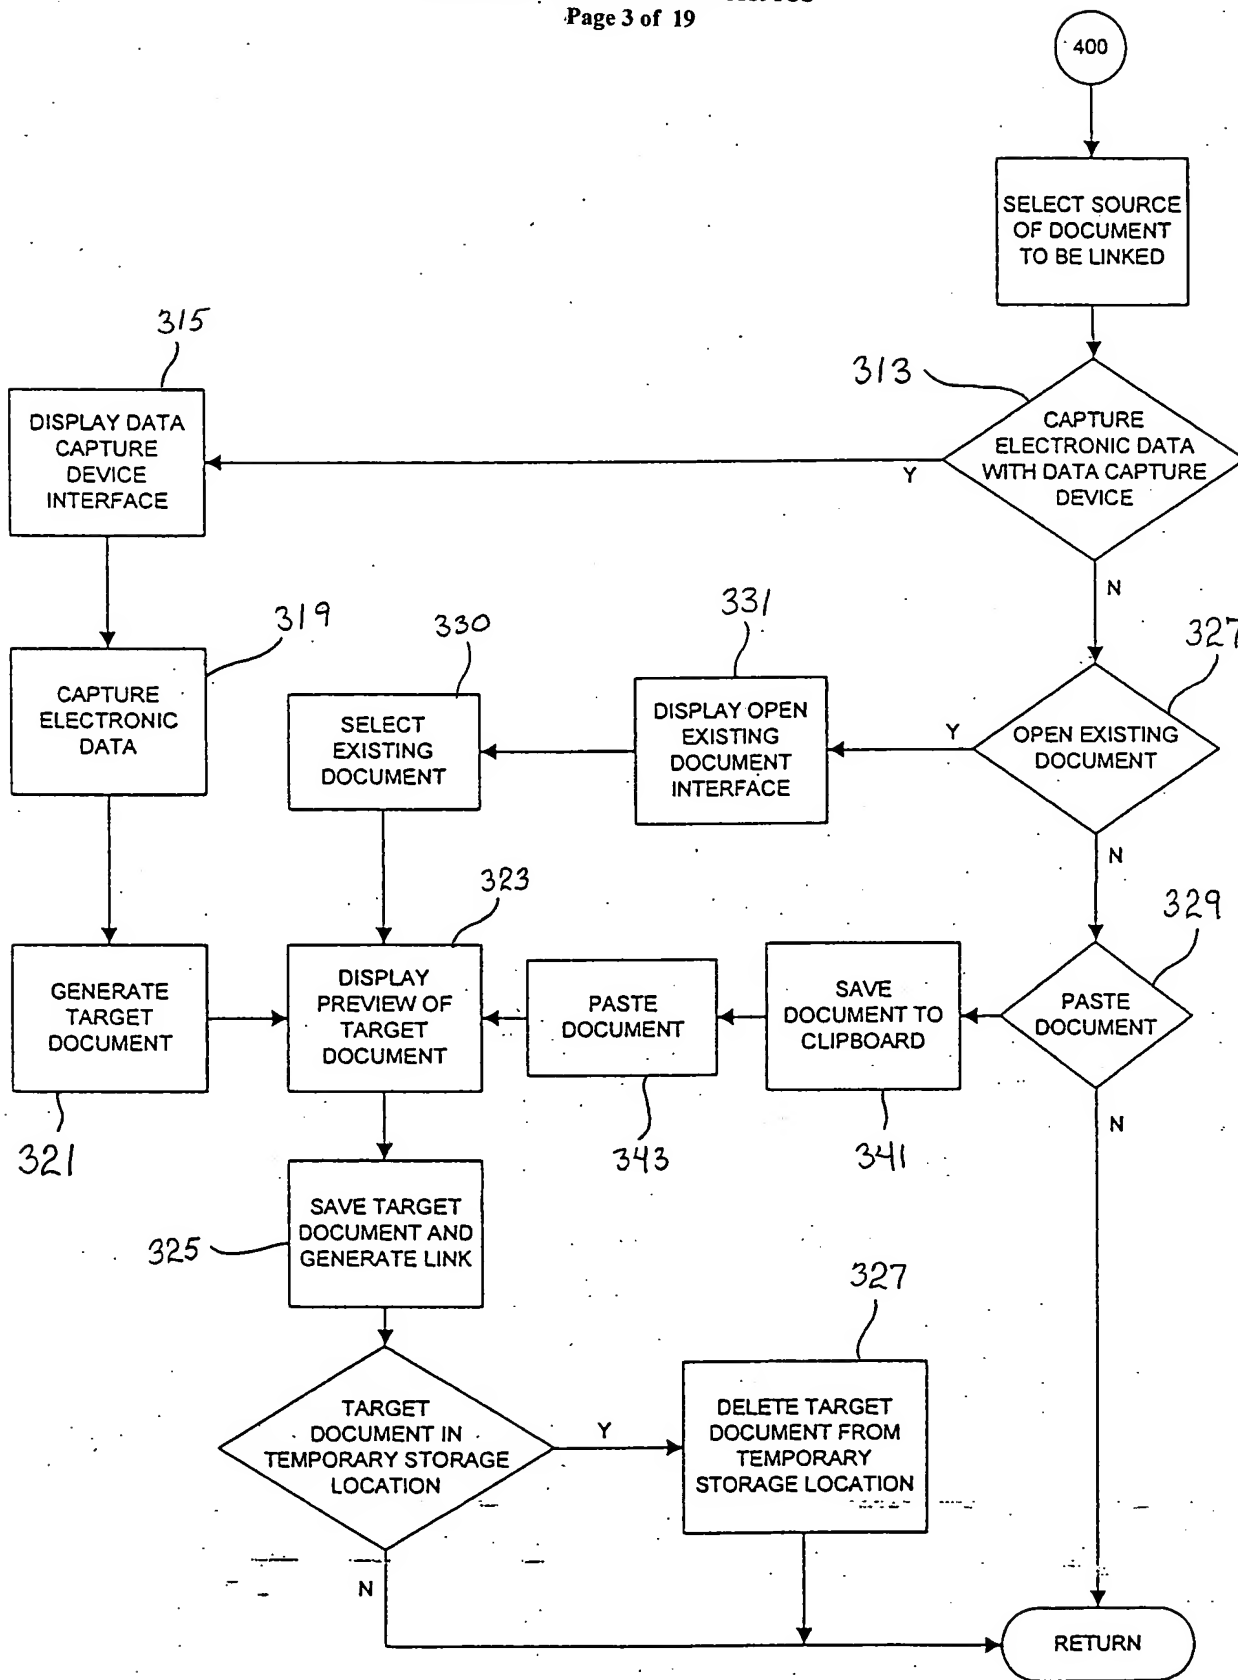 Page 3 of 19
400
SELECT SOURCE
OF DOCUMENT
TO BE LINKED
315
313
DISPLAY DATA
CAPTURE
DEVICE
INTERFACE
CAPTURE
ELECTRONIC DATA
WITH DATA CAPTURE
DEVICE
Y
N
319
330
331
327
CAPTURE
ELECTRONIC
DATA
SELECT
EXISTING
DOCUMENT
DISPLAY OPEN
EXISTING
DOCUMENT
INTERFACE
Y
OPEN EXISTING
DOCUMENT
N
323
329
GENERATE
TARGET
DOCUMENT
DISPLAY
PREVIEW OF
TARGET
DOCUMENT
PASTE
DOCUMENT
SAVE
DOCUMENT TO
CLIPBOARD
PASTE
DOCUMENT
N
321
343
341
SAVE TARGET
DOCUMENT AND
GENERATE LINK
325
327
TARGET
DOCUMENT IN
TEMPORARY STORAGE
LOCATION
Y
DELETE TARGET
DOCUMENT FROM
TEMPORARY
STORAGE LOCATION
N
RETURN